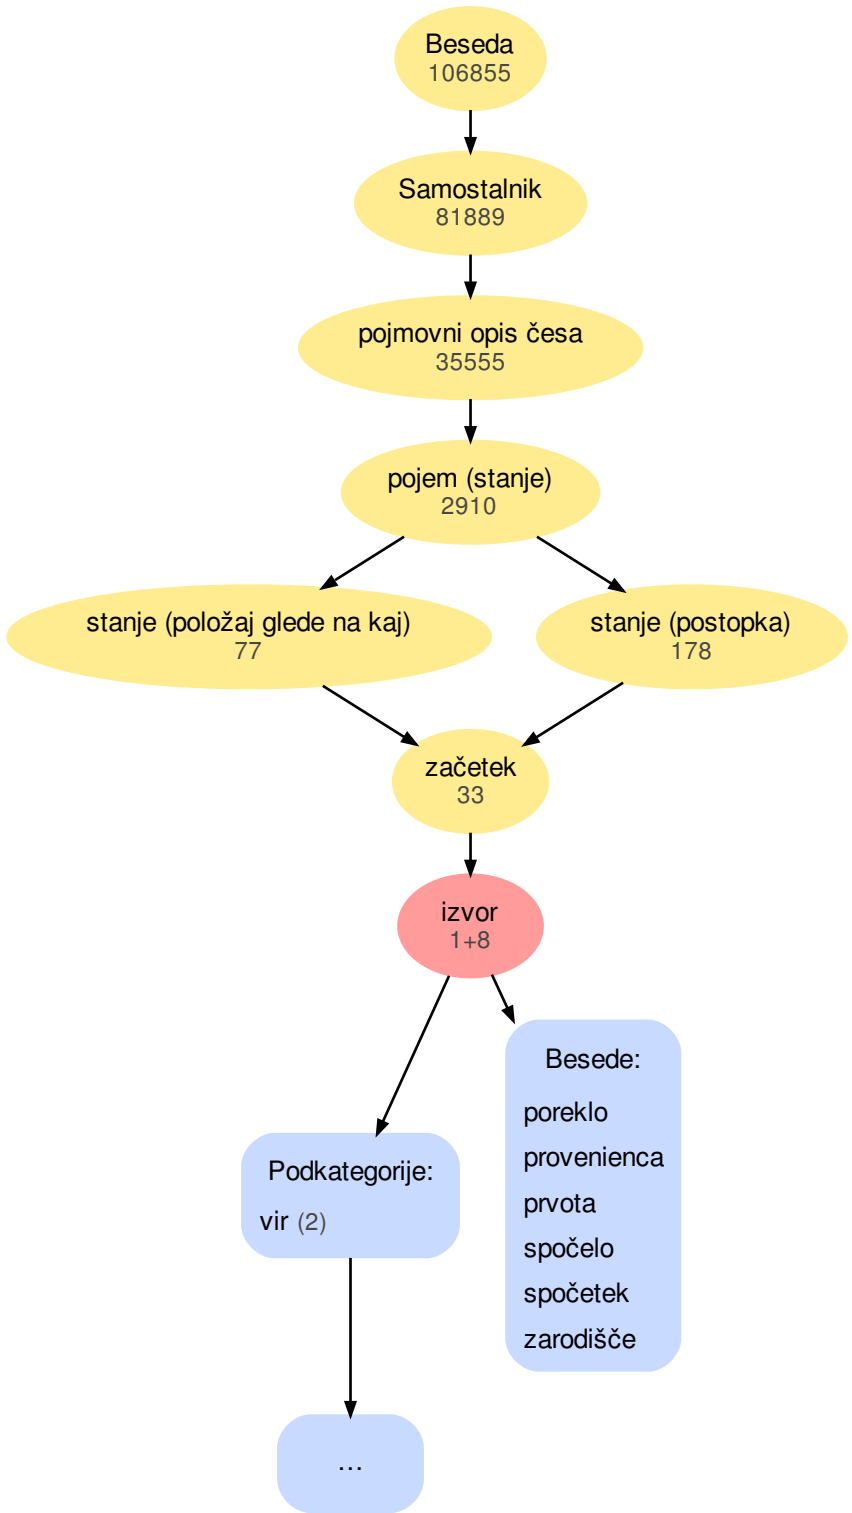 Beseda
106855
Samostalnik
81889
pojmovni opis česa
35555
pojem (stanje)
2910
stanje (položaj glede na kaj)
77
stanje (postopka)
178
začetek
33
izvor
1+8
Besede:
poreklo
provenienca
prvota
spočelo
spočetek
zarodišče
Podkategorije:
vir (2)
...